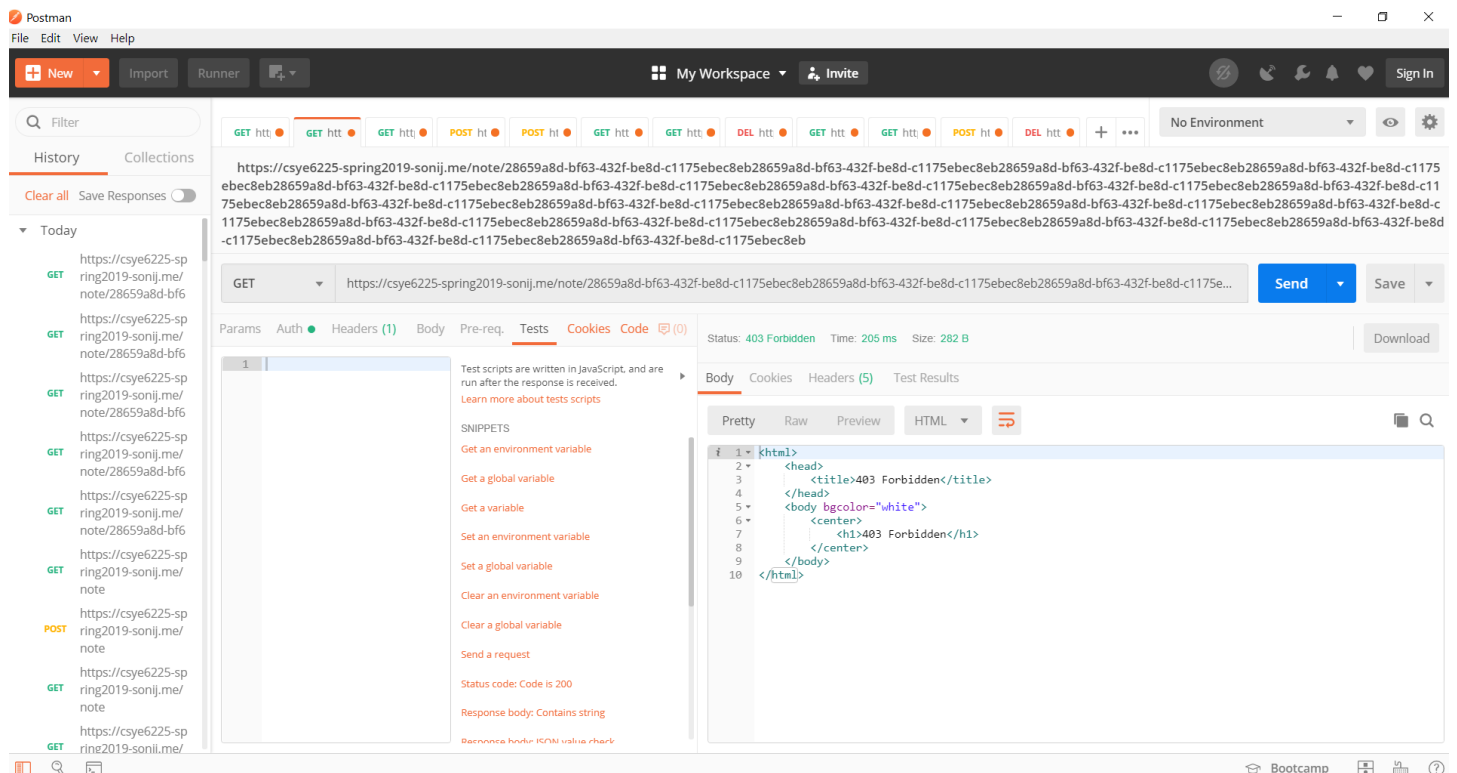 Postman
File Edit View Help
New
Import
Runner
My Workspace
Invite
Sign In
Filter
History
Collections
Clear all
Save Responses
Today
GET
https://csye6225-sp
ring2019-sonij.me/
note/28659a8d-bf6
GET
https://csye6225-sp
ring2019-sonij.me/
note/28659a8d-bf6
GET
https://csye6225-sp
ring2019-sonij.me/
note/28659a8d-bf6
GET
https://csye6225-sp
ring2019-sonij.me/
note/28659a8d-bf6
GET
https://csye6225-sp
ring2019-sonij.me/
note/28659a8d-bf6
GET
https://csye6225-sp
ring2019-sonij.me/
note
POST
https://csye6225-sp
ring2019-sonij.me/
note
GET
https://csye6225-sp
ring2019-sonij.me/
note
GET
https://csye6225-sp
ring2019-sonij.me/
GET htt
GET htt
GET htt
POST ht
POST ht
GET htt
GET htt
DEL htt
GET htt
GET htt
POST ht
DEL htt
No Environment
https://csye6225-spring2019-sonij.me/note/28659a8d-bf63-432f-be8d-c1175ebec8eb28659a8d-bf63-432f-be8d-c1175ebec8eb28659a8d-bf63-432f-be8d-c1175ebec8eb28659a8d-bf63-432f-be8d-c1175
ebec8eb28659a8d-bf63-432f-be8d-c1175ebec8eb28659a8d-bf63-432f-be8d-c1175ebec8eb28659a8d-bf63-432f-be8d-c1175ebec8eb28659a8d-bf63-432f-be8d-c1175ebec8eb28659a8d-bf63-432f-be8d-c11
75ebec8eb28659a8d-bf63-432f-be8d-c1175ebec8eb28659a8d-bf63-432f-be8d-c1175ebec8eb28659a8d-bf63-432f-be8d-c1175ebec8eb28659a8d-bf63-432f-be8d-c1175ebec8eb28659a8d-bf63-432f-be8d-c
1175ebec8eb28659a8d-bf63-432f-be8d-c1175ebec8eb28659a8d-bf63-432f-be8d-c1175ebec8eb28659a8d-bf63-432f-be8d-c1175ebec8eb28659a8d-bf63-432f-be8d-c1175ebec8eb28659a8d-bf63-432f-be8d
-c1175ebec8eb28659a8d-bf63-432f-be8d-c1175ebec8eb28659a8d-bf63-432f-be8d-c1175ebec8eb
GET
https://csye6225-spring2019-sonij.me/note/28659a8d-bf63-432f-be8d-c1175ebec8eb28659a8d-bf63-432f-be8d-c1175ebec8eb28659a8d-bf63-432f-be8d-c1175e...
Send
Save
Params Auth Headers (1) Body Pre-req. Tests Cookies Code (0)
1
Test scripts are written in JavaScript, and are
run after the response is received.
Learn more about tests scripts
SNIPPETS
Get an environment variable
Get a global variable
Get a variable
Set an environment variable
Set a global variable
Clear an environment variable
Clear a global variable
Send a request
Status code: Code is 200
Response body: Contains string
Response body: JSON value check
Status: 403 Forbidden Time: 205 ms Size: 282 B
Download
Body Cookies Headers (5) Test Results
Pretty Raw Preview HTML
i 1 <html>
2 <head>
3 <title>403 Forbidden</title>
4 </head>
5 <body bgcolor="white">
6 <center>
7 <h1>403 Forbidden</h1>
8 </center>
9 </body>
10 </html>
Bootcamp